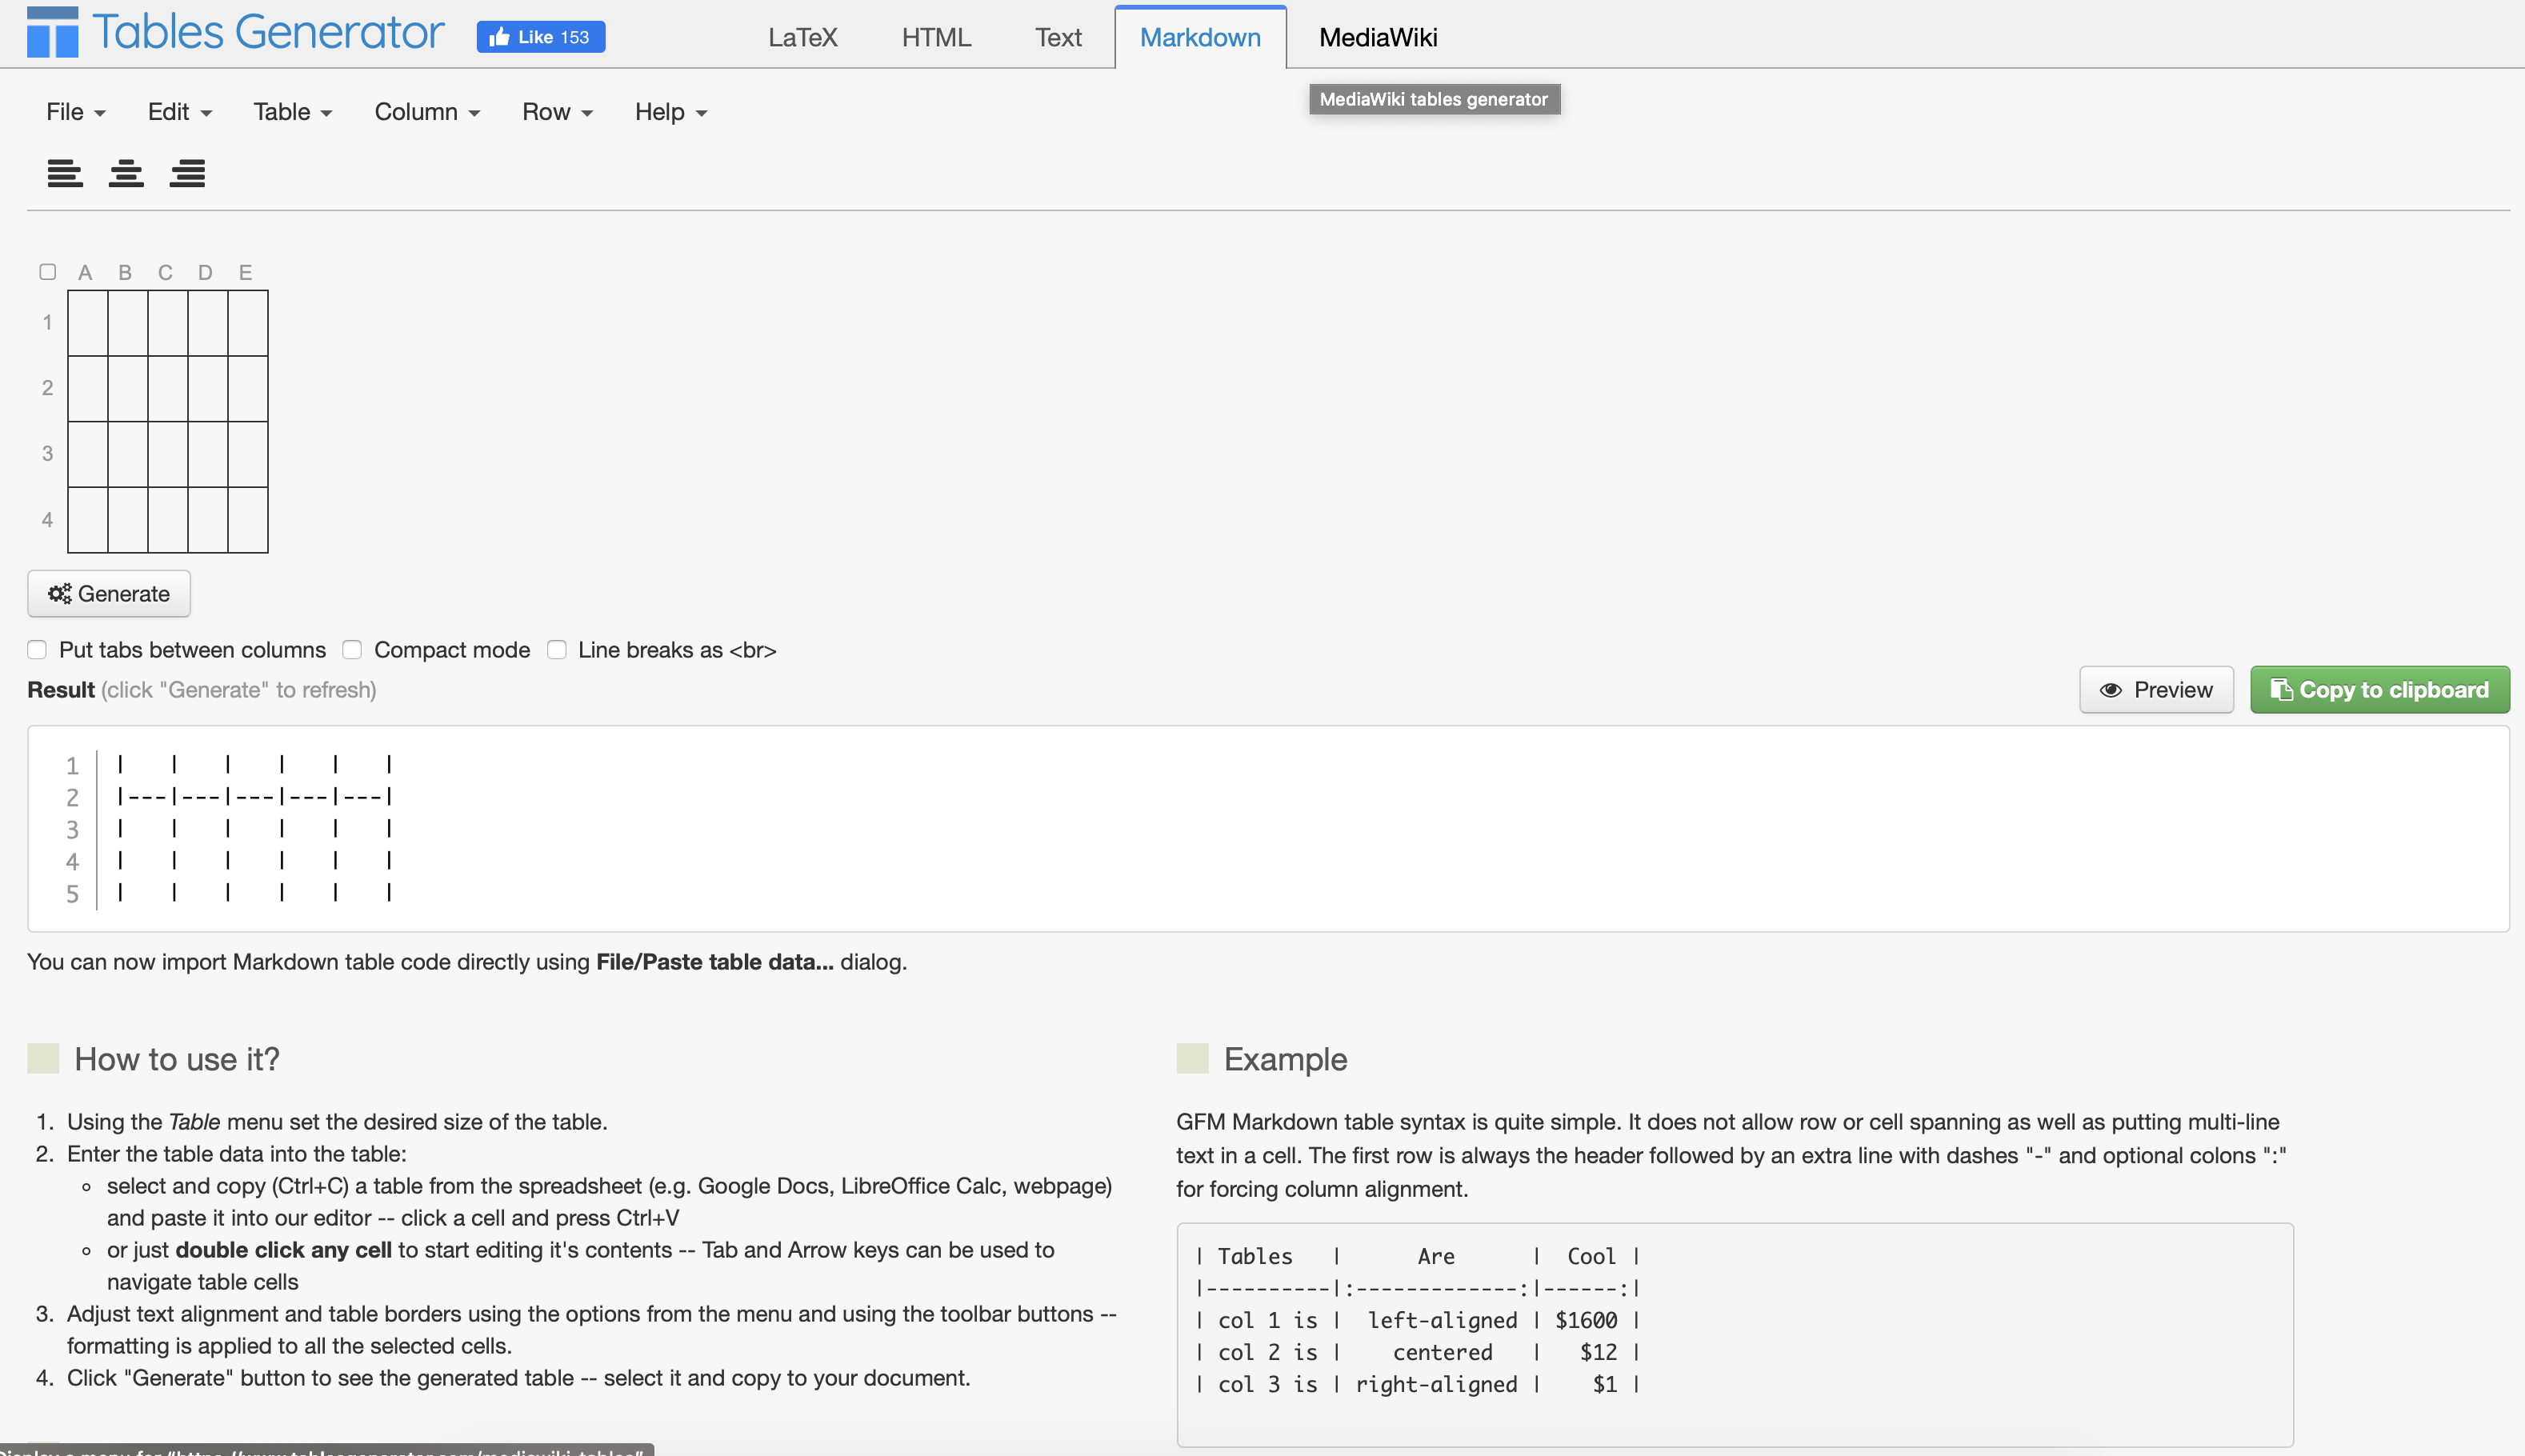 Tables Generator
Like 153
LaTeX HTML Text Markdown MediaWiki
MediaWiki tables generator
File Edit Table Column Row Help
A B C D E
1
2
3
4
Generate
Put tabs between columns Compact mode Line breaks as <br>
Result (click "Generate" to refresh)
Preview Copy to clipboard
1 |   |   |   |   |   |
2 |---|---|---|---|---|
3 |   |   |   |   |   |
4 |   |   |   |   |   |
5 |   |   |   |   |   |
You can now import Markdown table code directly using File/Paste table data... dialog.
How to use it?
1. Using the Table menu set the desired size of the table.
2. Enter the table data into the table:
◦ select and copy (Ctrl+C) a table from the spreadsheet (e.g. Google Docs, LibreOffice Calc, webpage)
and paste it into our editor -- click a cell and press Ctrl+V
◦ or just double click any cell to start editing it's contents -- Tab and Arrow keys can be used to
navigate table cells
3. Adjust text alignment and table borders using the options from the menu and using the toolbar buttons --
formatting is applied to all the selected cells.
4. Click "Generate" button to see the generated table -- select it and copy to your document.
Example
GFM Markdown table syntax is quite simple. It does not allow row or cell spanning as well as putting multi-line
text in a cell. The first row is always the header followed by an extra line with dashes "-" and optional colons ":"
for forcing column alignment.
| Tables   |      Are      |  Cool |
|----------|:-------------:|------:|
| col 1 is |  left-aligned | $1600 |
| col 2 is |    centered   |   $12 |
| col 3 is | right-aligned |    $1 |